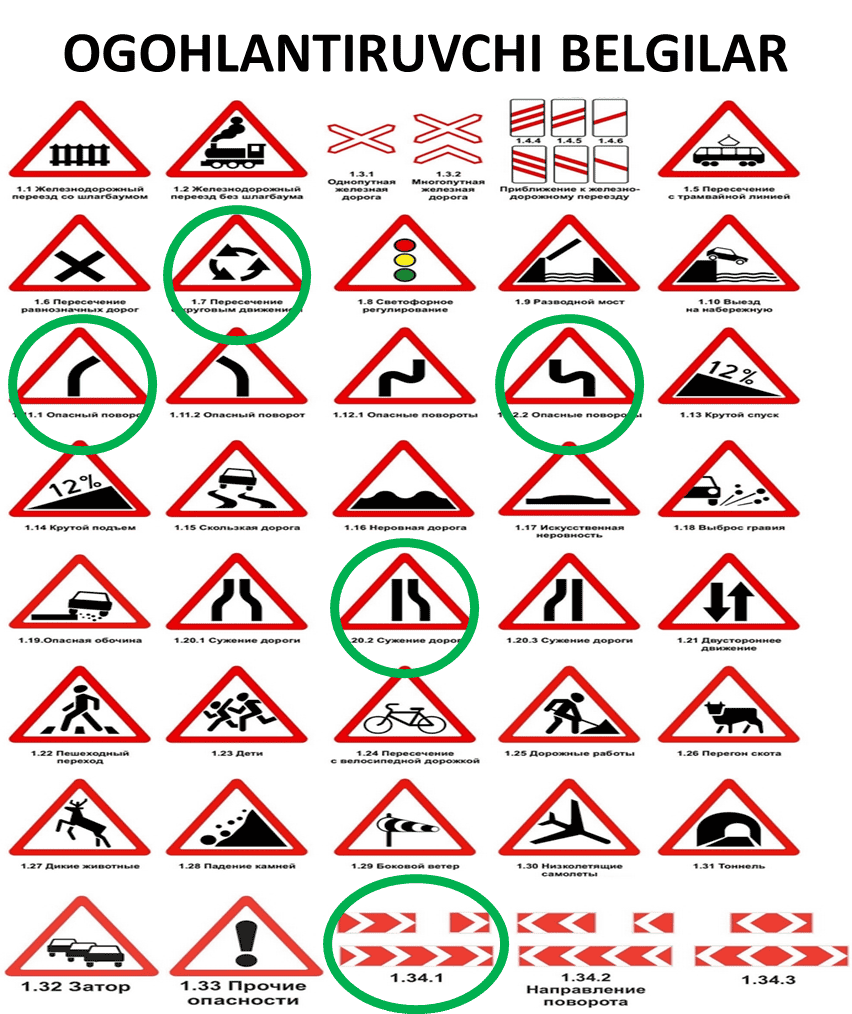 OGOHLANTIRUVCHI BELGILAR
1.1 Железнодорожный
переезд со шлагбаумом
1.2 Железнодорожный
переезд без шлагбаума
1.3.1
Однопутная
железная
дорога
1.3.2
Многопутная
железная
дорога
1.4.4 1.4.5 1.4.6
Приближение к железно-
дорожному переезду
1.5 Пересечение
с трамвайной линией
1.6 Пересечение
равнозначных дорог
1.7 Пересечение
круговым движением
1.8 Светофорное
регулирование
1.9 Разводной мост
1.10 Выезд
на набережную
1.11.1 Опасный поворот
1.11.2 Опасный поворот
1.12.1 Опасные повороты
1.12.2 Опасные повороты
12%
1.13 Крутой спуск
12%
1.14 Крутой подъем
1.15 Скользкая дорога
1.16 Неровная дорога
1.17 Искусственная
неровность
1.18 Выброс гравия
1.19.Опасная обочина
1.20.1 Сужение дороги
1.20.2 Сужение дороги
1.20.3 Сужение дороги
1.21 Двустороннее
движение
1.22 Пешеходный
переход
1.23 Дети
1.24 Пересечение
с велосипедной дорожкой
1.25 Дорожные работы
1.26 Перегон скота
1.27 Дикие животные
1.28 Падение камней
1.29 Боковой ветер
1.30 Низколетящие
самолеты
1.31 Тоннель
1.32 Затор
1.33 Прочие
опасности
1.34.1
1.34.2
Направление
поворота
1.34.3